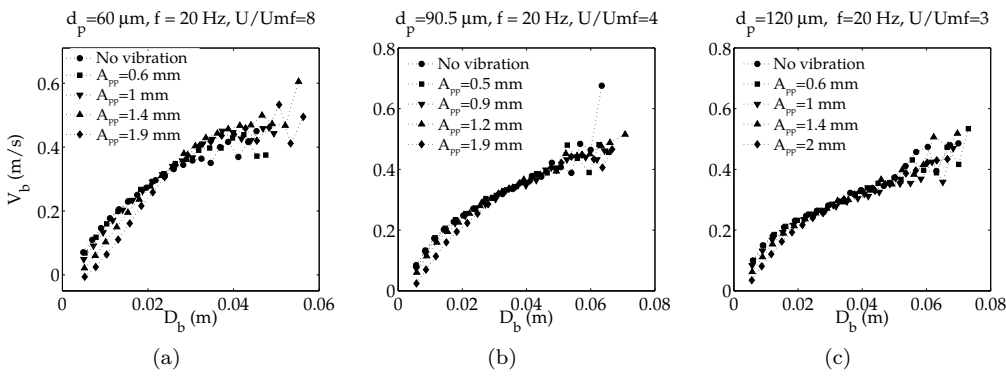 d_p=60 µm, f = 20 Hz, U/Umf=8
V_b (m/s)
0.6
0.4
0.2
0
No vibration
A_pp=0.6 mm
A_pp=1 mm
A_pp=1.4 mm
A_pp=1.9 mm
0 0.02 0.04 0.06
D_b (m)
(a)
d_p=90.5 µm, f = 20 Hz, U/Umf=4
0.8
0.6
0.4
0.2
0
No vibration
A_pp=0.5 mm
A_pp=0.9 mm
A_pp=1.2 mm
A_pp=1.9 mm
0 0.02 0.04 0.06 0.08
D_b (m)
(b)
d_p=120 µm, f=20 Hz, U/Umf=3
0.8
0.6
0.4
0.2
0
No vibration
A_pp=0.6 mm
A_pp=1 mm
A_pp=1.4 mm
A_pp=2 mm
0 0.02 0.04 0.06 0.08
D_b (m)
(c)